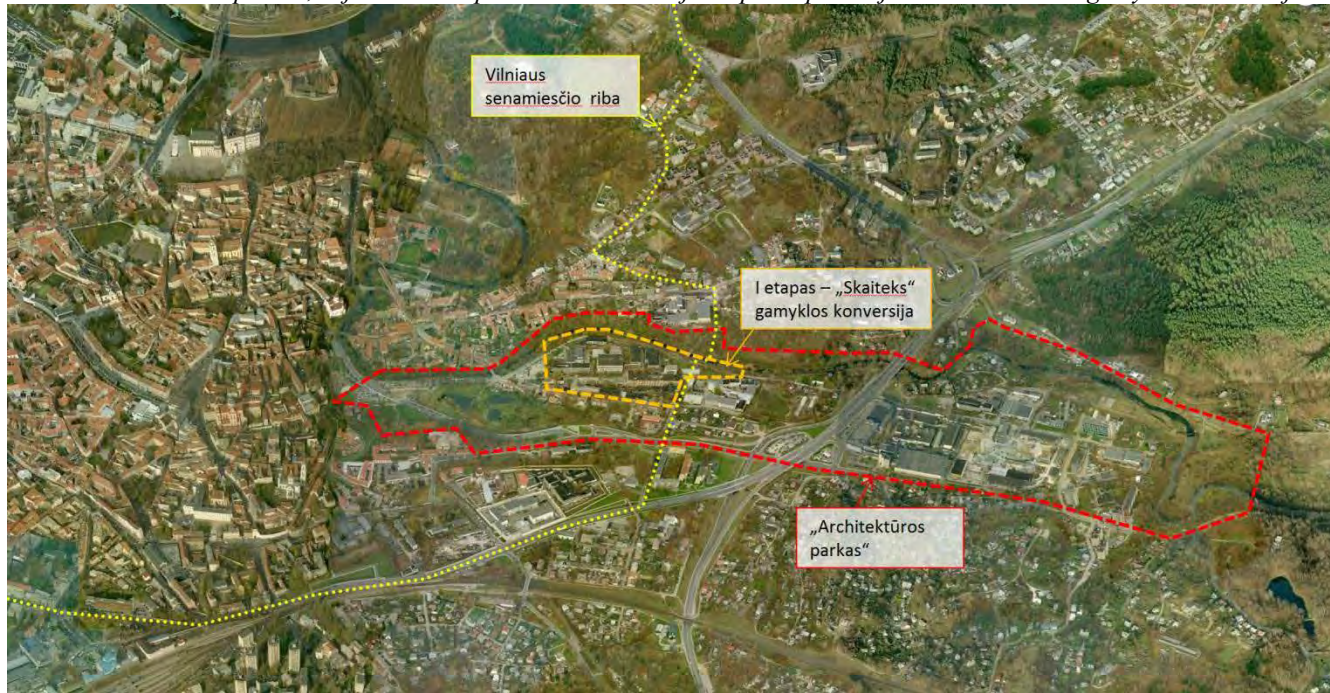 Vilniaus
senamiesčio riba
I etapas – „Skaiteks“
gamyklos konversija
„Architektūros
parkas“